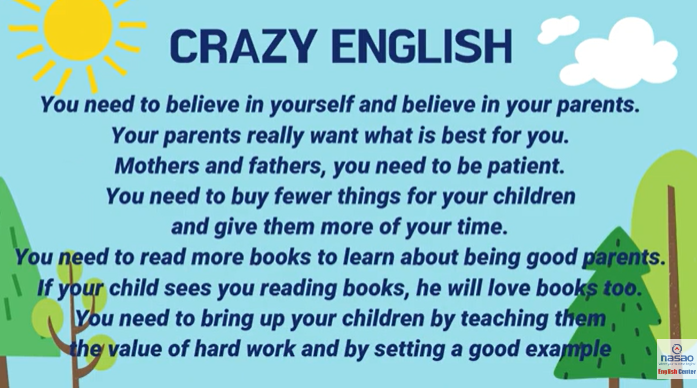 CRAZY ENGLISH
You need to believe in yourself and believe in your parents.
Your parents really want what is best for you.
Mothers and fathers, you need to be patient.
You need to buy fewer things for your children
and give them more of your time.
You need to read more books to learn about being good parents.
If your child sees you reading books, he will love books too.
You need to bring up your children by teaching them
the value of hard work and by setting a good example
nasao
English Center